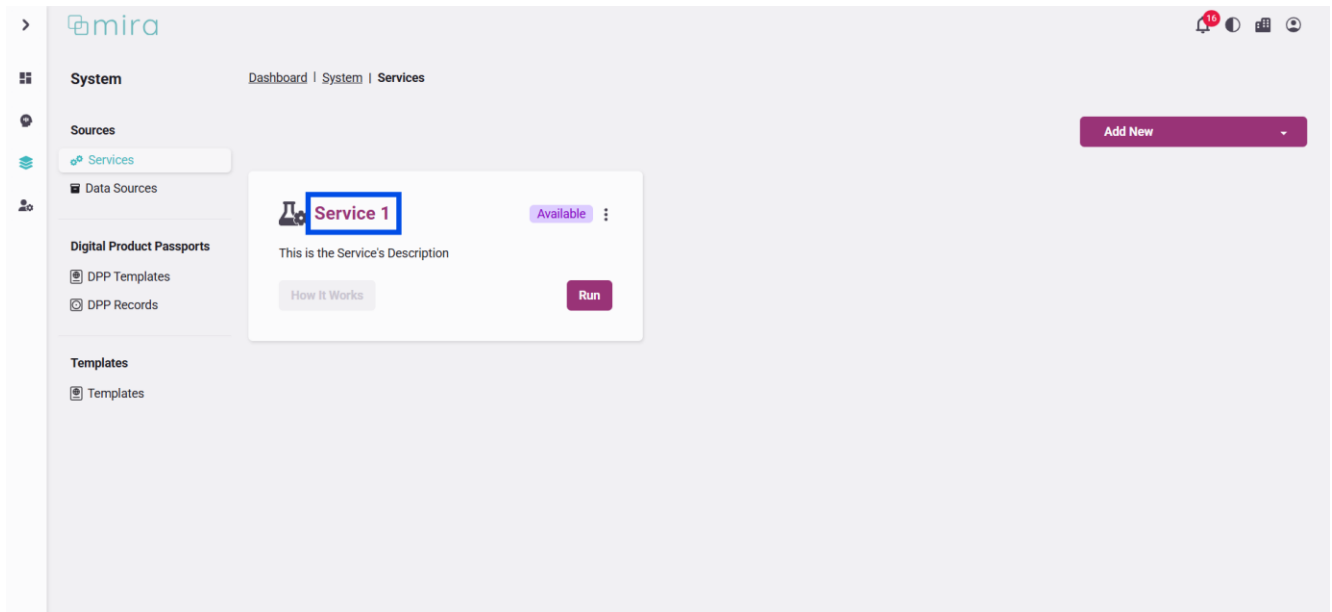 mira
16
System
Dashboard | System | Services
Sources
Add New
Services
Data Sources
Service 1
Available
This is the Service's Description
How It Works
Run
Digital Product Passports
DPP Templates
DPP Records
Templates
Templates